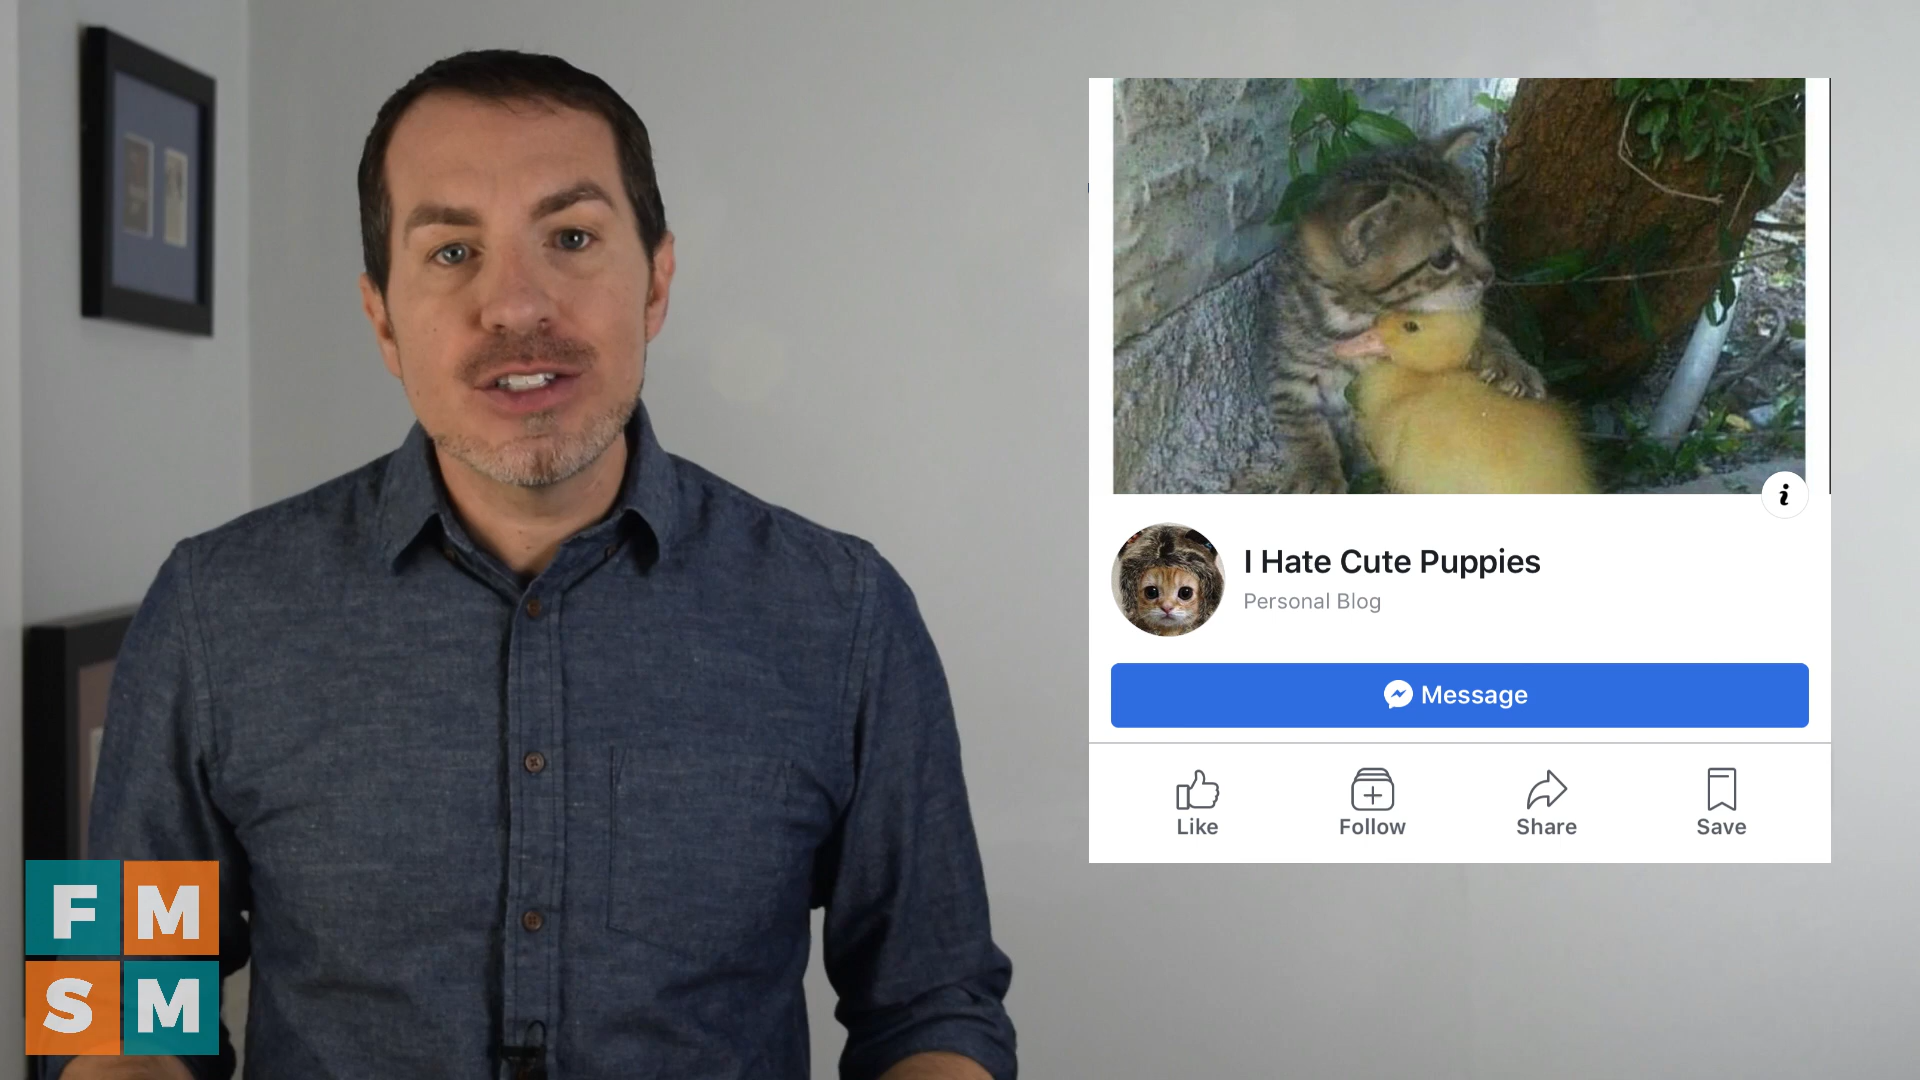 I Hate Cute Puppies
Personal Blog
Message
Like Follow Share Save
F M
S M